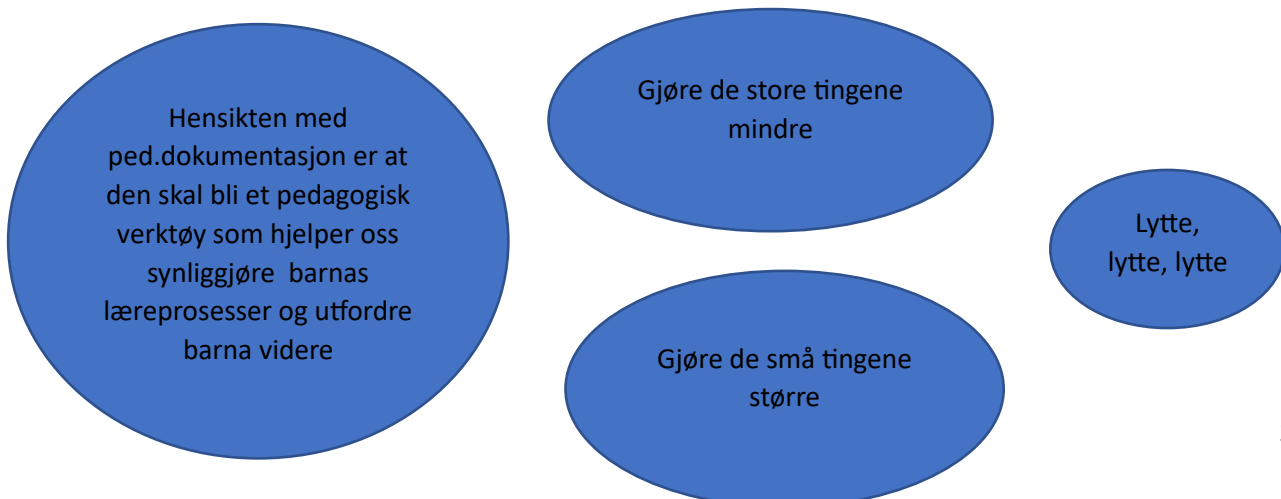 Hensikten med
ped.dokumentasjon er at
den skal bli et pedagogisk
verktøy som hjelper oss
synliggjøre  barnas
læreprosesser og utfordre
barna videre
Gjøre de store tingene
mindre
Gjøre de små tingene
større
Lytte,
lytte, lytte